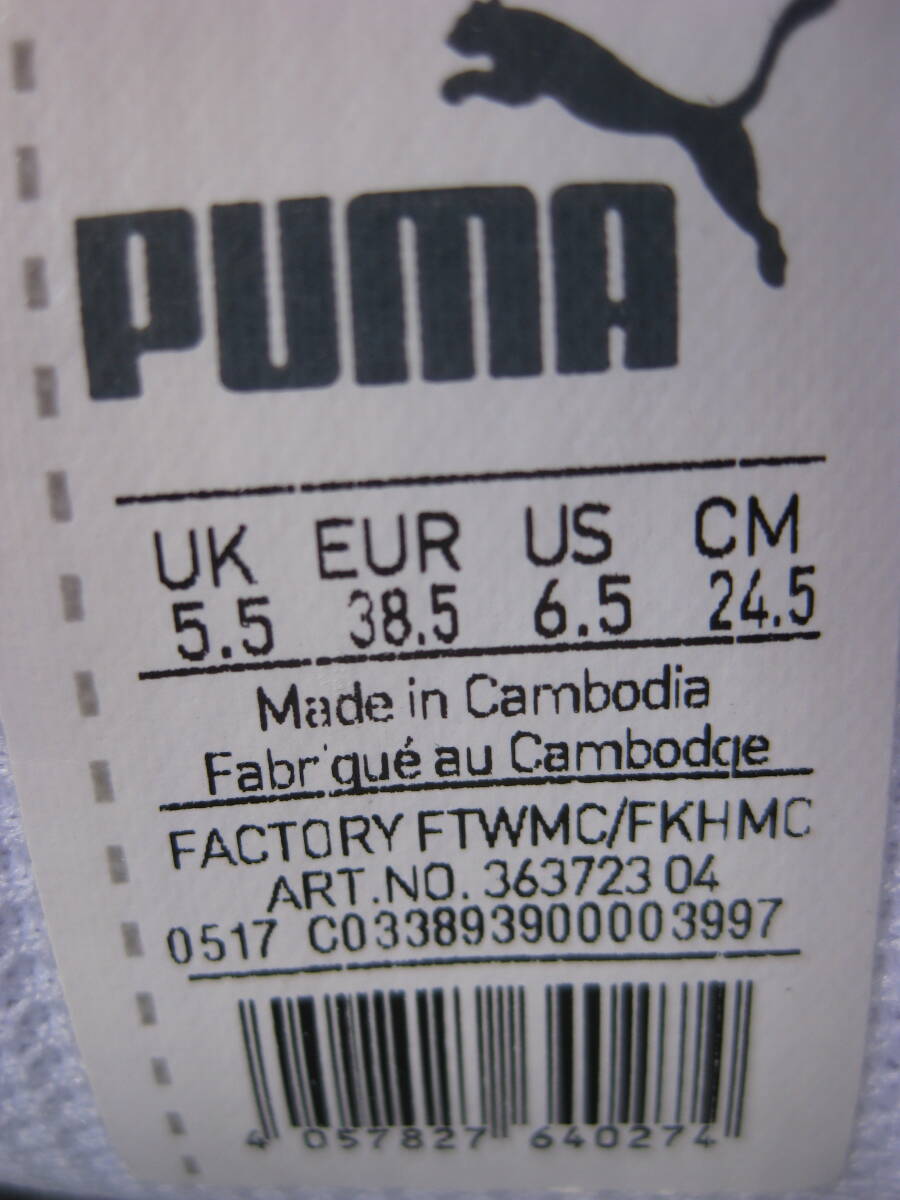 PUMA
UK EUR US CM
5.5 38.5 6.5 24.5
Made in Cambodia
Fabriqué au Cambodge
FACTORY FTWMC/FKHMC
ART.NO. 363723 04
0517 C033893900003997
4 057827 640274